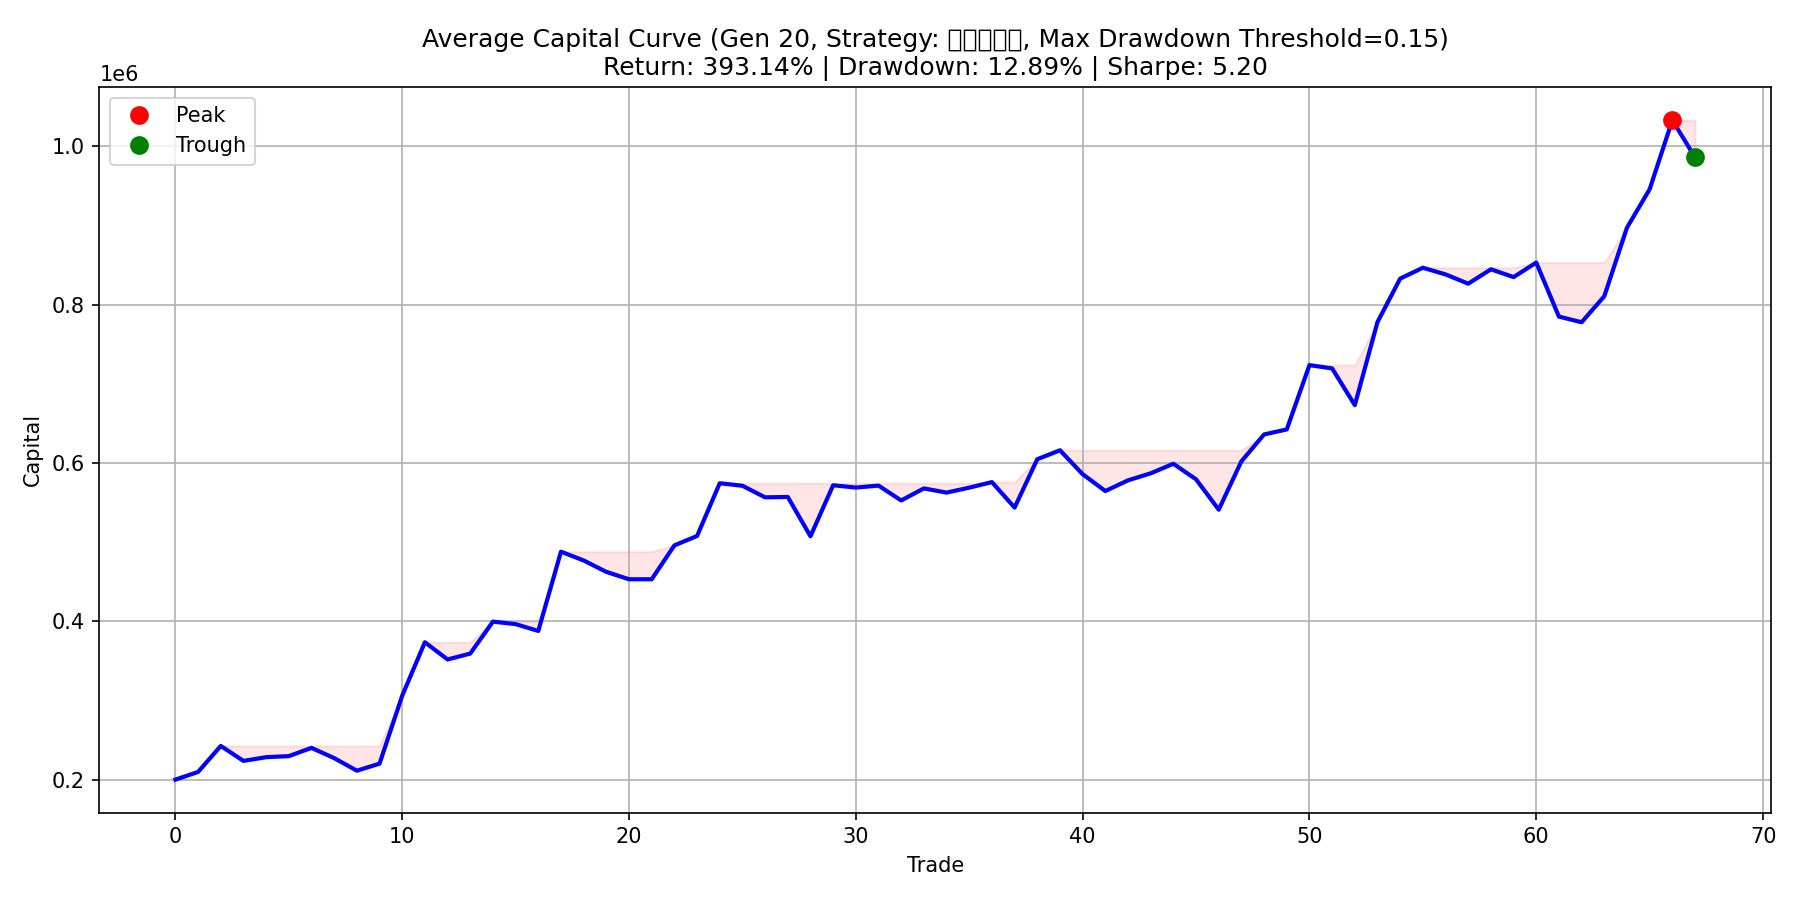 Average Capital Curve (Gen 20, Strategy: □□□□□, Max Drawdown Threshold=0.15)
Return: 393.14% | Drawdown: 12.89% | Sharpe: 5.20
1e6
Peak
Trough
1.0
0.8
0.6
0.4
0.2
Capital
0
10
20
30
40
50
60
70
Trade